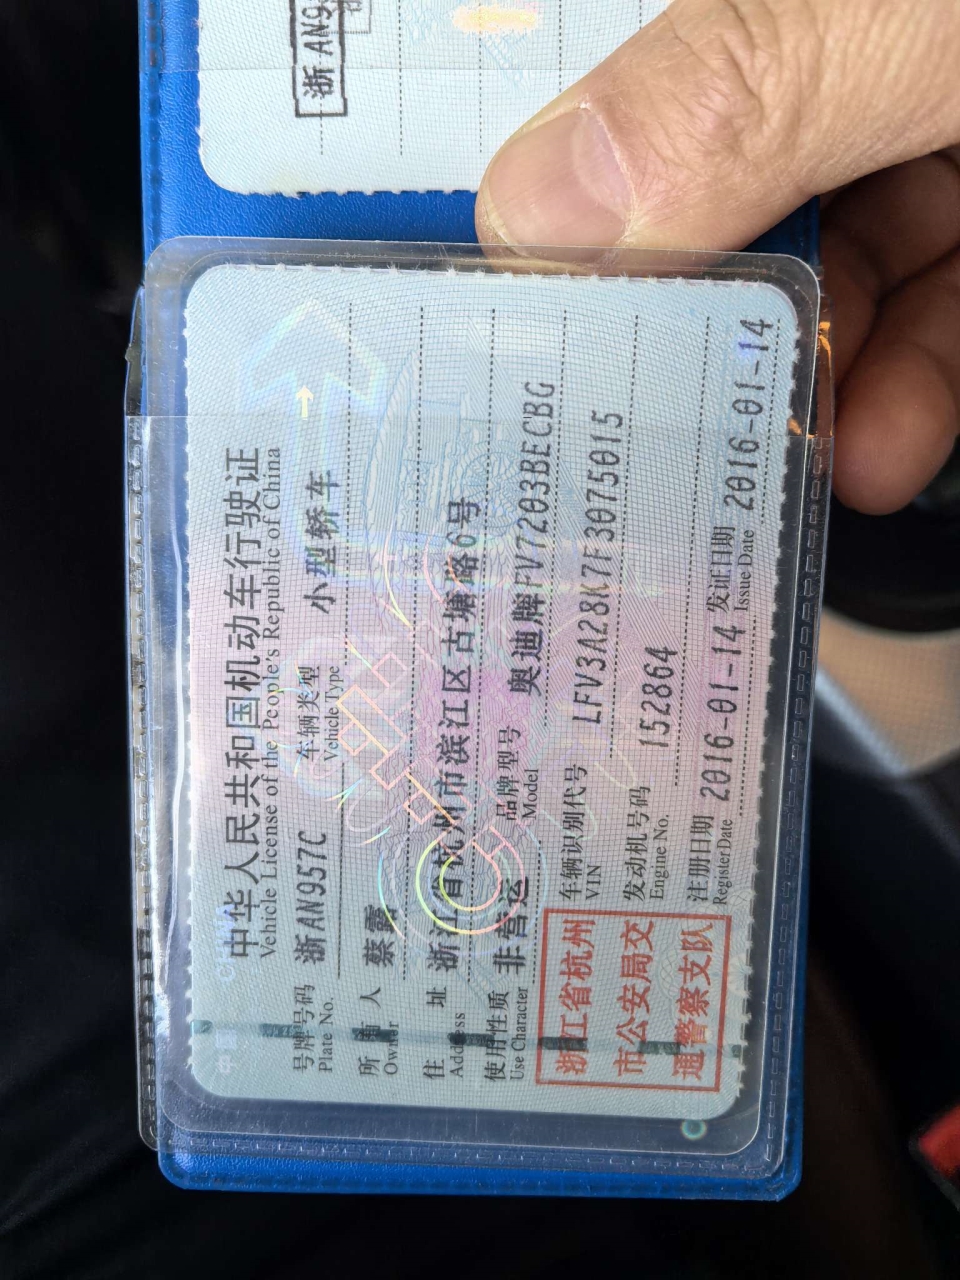 浙AN9
中华人民共和国机动车行驶证
Vehicle License of the People's Republic of China
号牌号码 浙AN957C 车辆类型 小型轿车
Plate No. Vehicle Type
所有人 蔡露
Owner
住址 浙江省杭州市滨江区古塘路6号
Address
使用性质 非营运 品牌型号 奥迪牌FV7203BECBG
Use Character Model
浙江省杭州
市公安局交
通警察支队
车辆识别代号 LFV3A28K7F3075015
VIN
发动机号码 152864
Engine No.
注册日期 2016-01-14 发证日期 2016-01-14
Register Date Issue Date